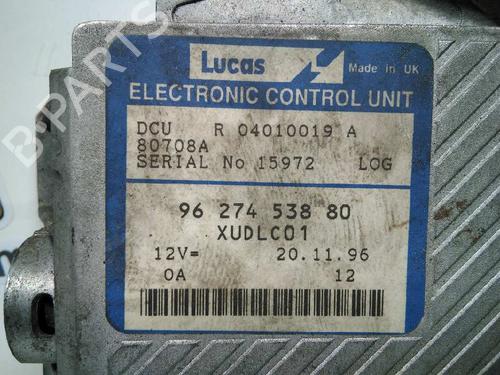 Lucas
Made in UK
ELECTRONIC CONTROL UNIT
DCU R 04010019 A
80708A
SERIAL No 15972 LOG
96 274 538 80
XUDLC01
12V= 20.11.96
0A 12
B-PARTS